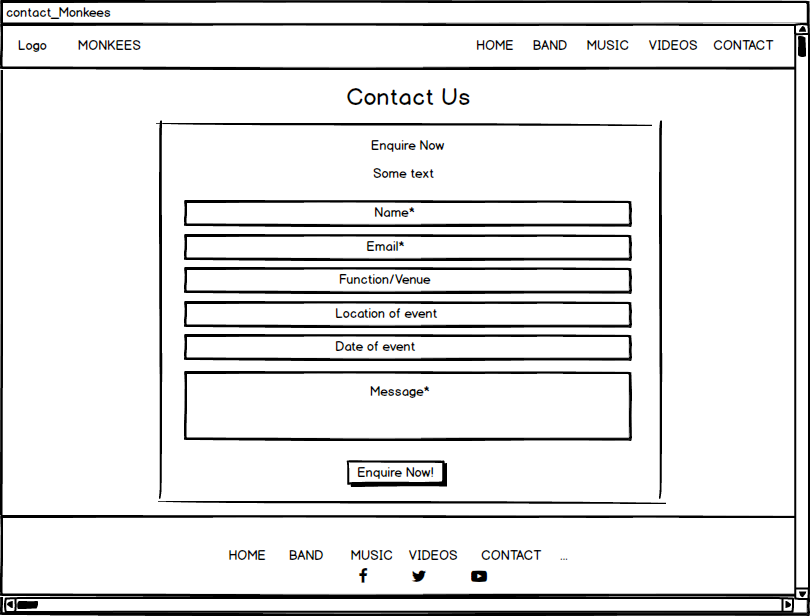 contact_Monkees
Logo MONKEES HOME BAND MUSIC VIDEOS CONTACT
Contact Us
Enquire Now
Some text
Name*
Email*
Function/Venue
Location of event
Date of event
Message*
Enquire Now!
HOME BAND MUSIC VIDEOS CONTACT ...